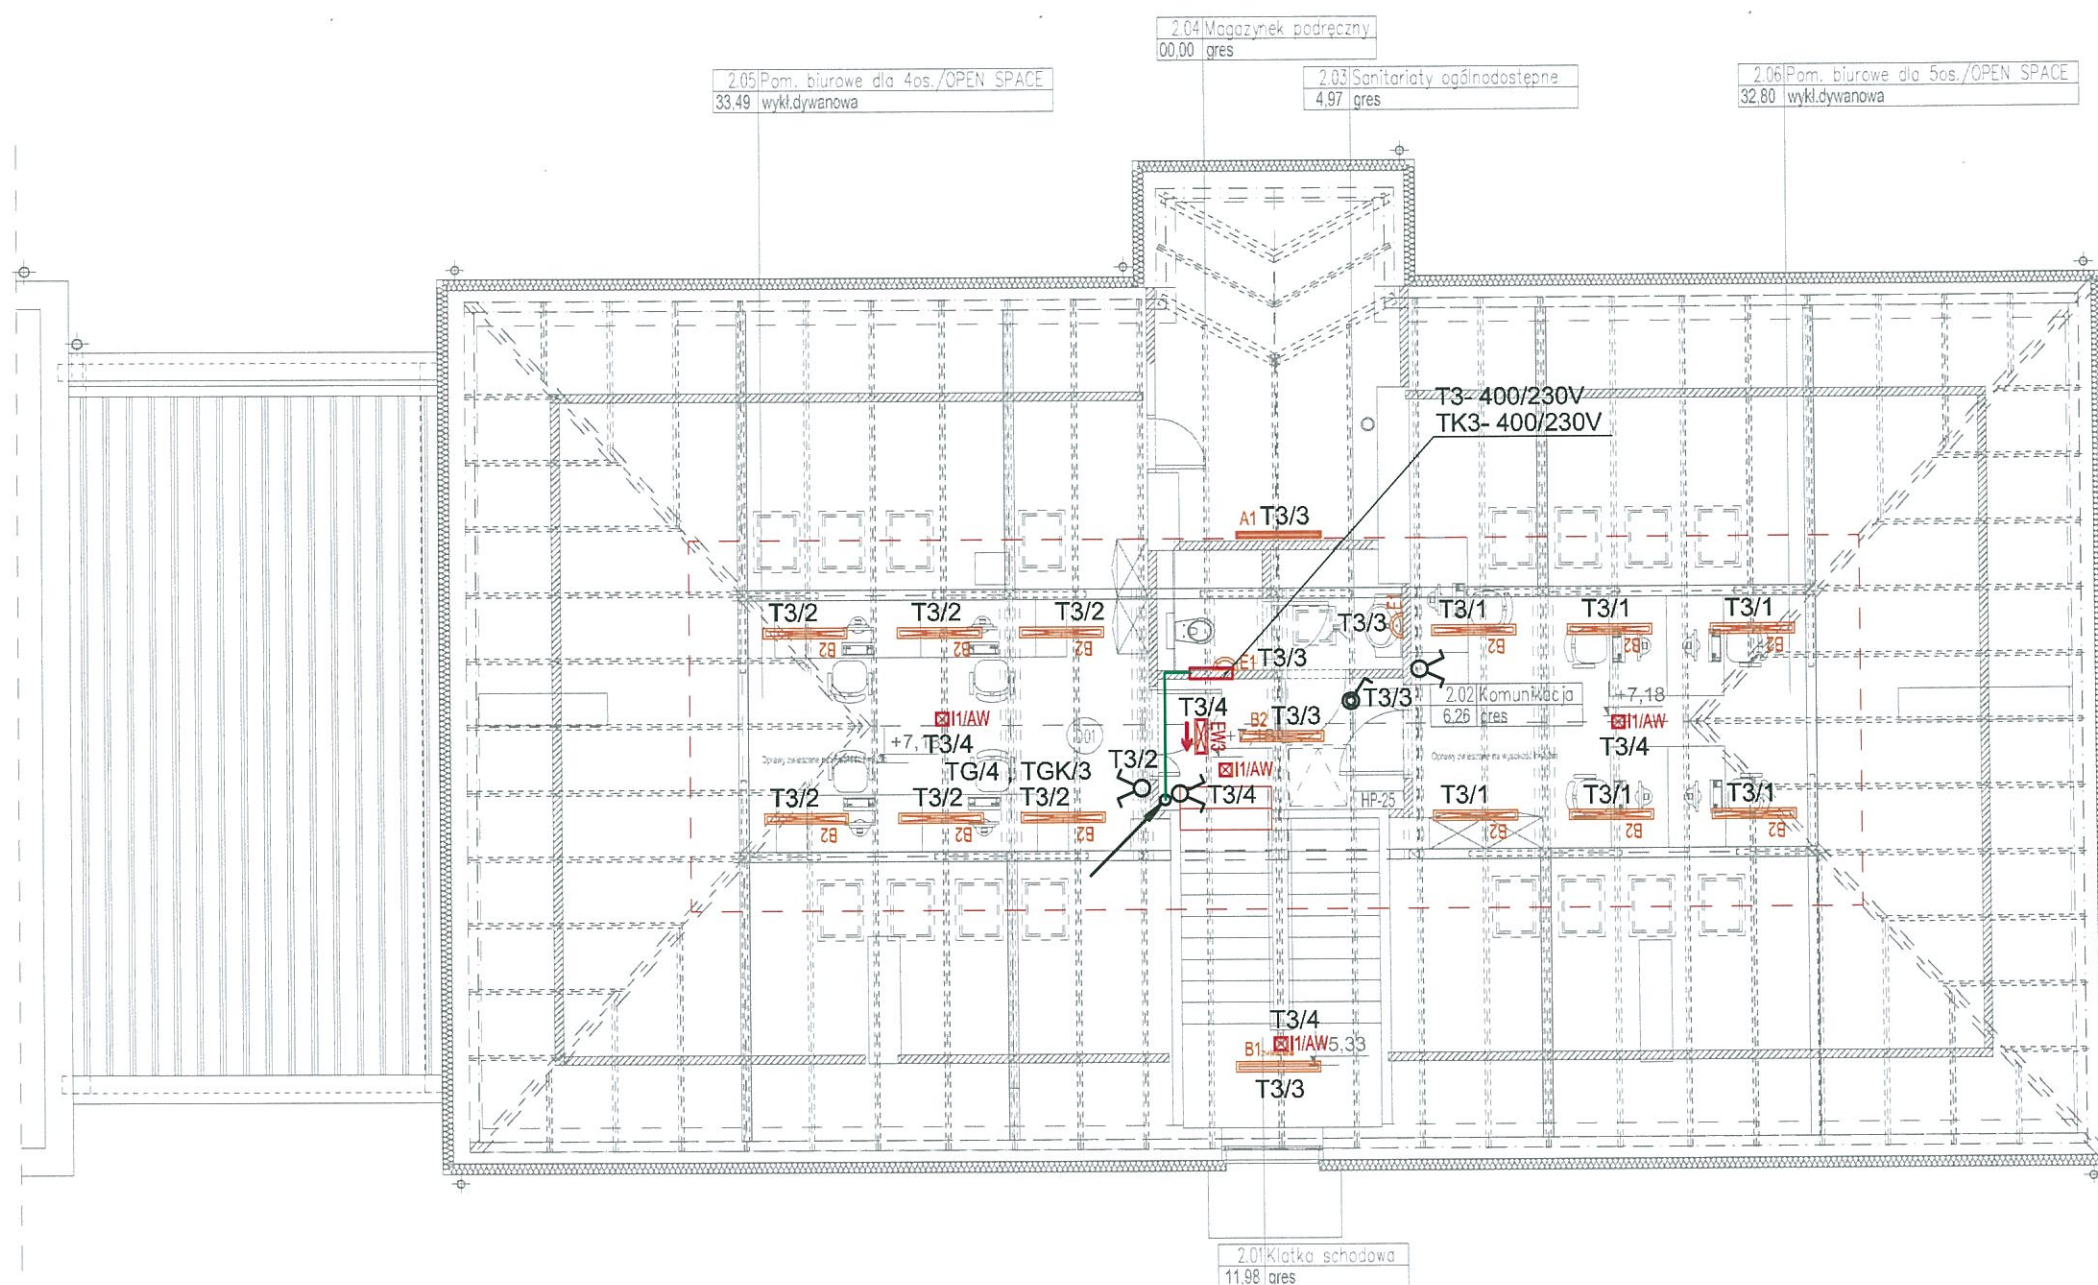 2.04 Magazynek podręczny
00,00 gres
2.05 Pom. biurowe dla 4os./OPEN SPACE
33,49 wykł.dywanowa
2.03 Sanitariaty ogólnodostępne
4,97 gres
2.06 Pom. biurowe dla 5os./OPEN SPACE
32,80 wykł.dywanowa
T3- 400/230V
TK3- 400/230V
A1 T3/3
T3/2 T3/2 T3/2
B2 B2 B2
T3/3 E1
T3/1 T3/1 T3/1
B2 B2 B2
E1 T3/3
T3/3
2.02 Komunikacja
6,26 gres
+7,18
T3/4
EW3
B2 T3/3
I1/AW
T3/4
I1/AW
T3/4
I1/AW
T3/4
001
T3/2
TG/4 , TGK/3
T3/2 T3/2 T3/2
B2 B2 B2
HP-25
T3/1 T3/1 T3/1
B2 B2 B2
T3/4
B1 I1/AW 5,33
T3/3
2.01 Klatka schodowa
11,98 gres